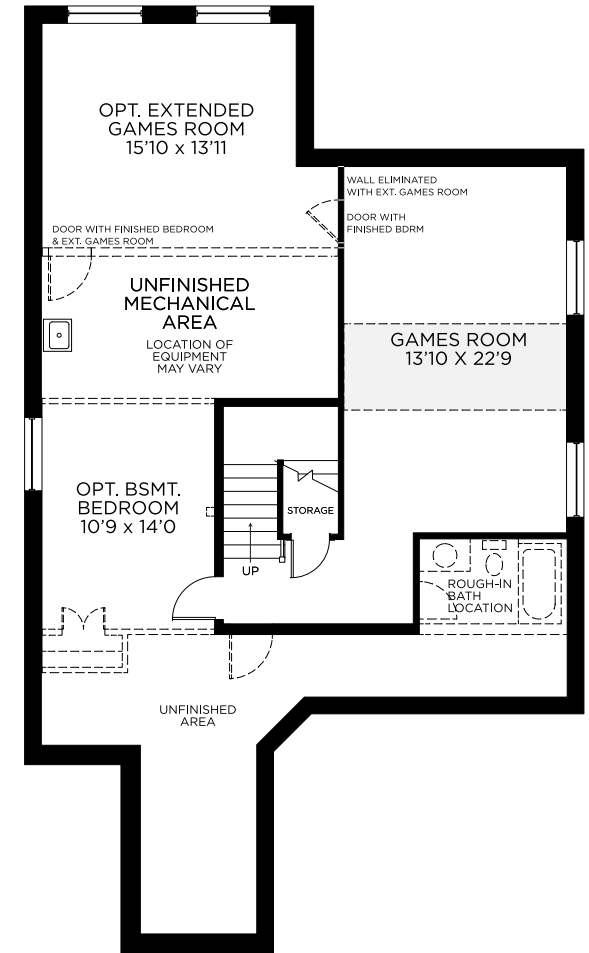 OPT. EXTENDED
GAMES ROOM
15'10 x 13'11
WALL ELIMINATED
WITH EXT. GAMES ROOM
DOOR WITH
FINISHED BDRM
DOOR WITH FINISHED BEDROOM
& EXT. GAMES ROOM
UNFINISHED
MECHANICAL
AREA
LOCATION OF
EQUIPMENT
MAY VARY
GAMES ROOM
13'10 X 22'9
OPT. BSMT.
BEDROOM
10'9 x 14'0
STORAGE
UP
ROUGH-IN
BATH
LOCATION
UNFINISHED
AREA